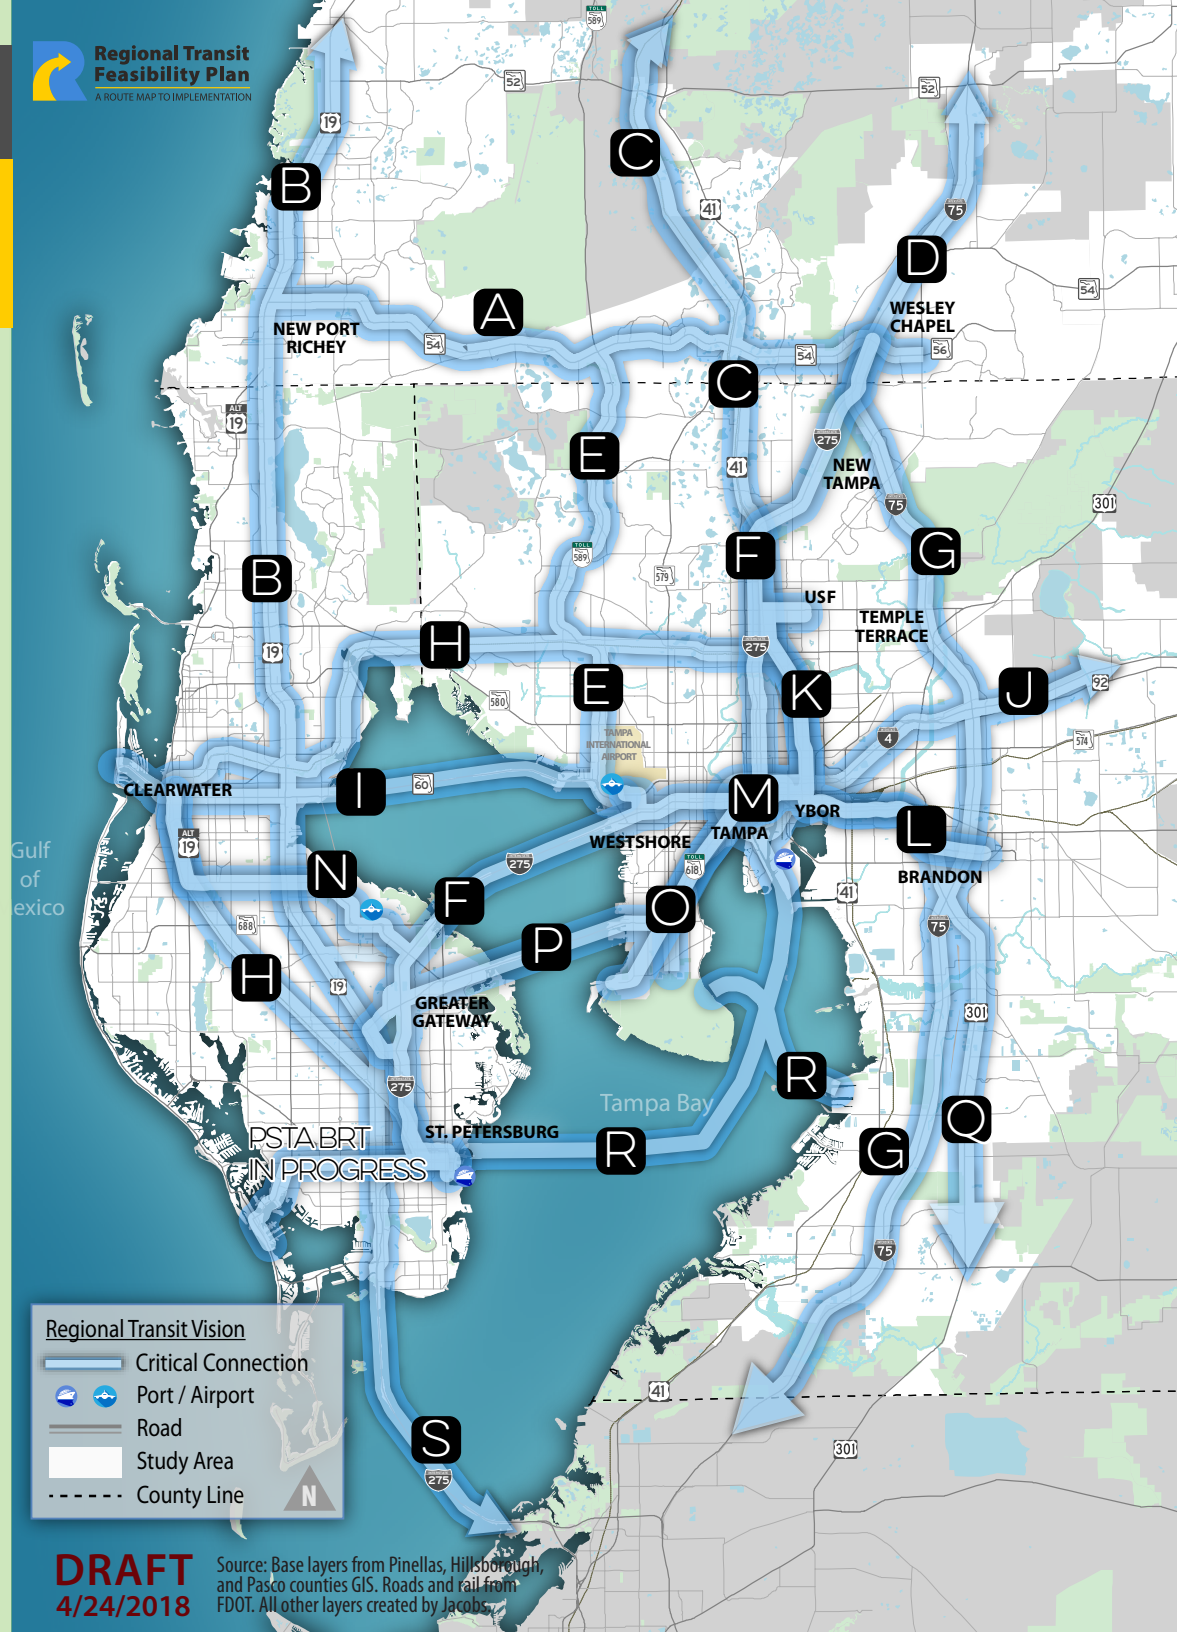 Regional Transit
Feasibility Plan
A ROUTE MAP TO IMPLEMENTATION
TOLL
589
52
52
19
B
C
41
75
D
54
WESLEY
CHAPEL
A
NEW PORT
RICHEY
54
54
56
C
ALT
19
E
275
41
NEW
TAMPA
75
301
TOLL
589
F
G
B
579
USF
TEMPLE
TERRACE
19
H
275
E
K
J
92
580
TAMPA
INTERNATIONAL
AIRPORT
4
574
CLEARWATER
I
60
M
YBOR
TAMPA
L
WESTSHORE
ALT
19
Gulf
of
exico
N
275
TOLL
618
BRANDON
41
F
O
688
75
P
H
19
GREATER
GATEWAY
301
275
R
Tampa Bay
PSTA BRT
IN PROGRESS
ST. PETERSBURG
R
Q
G
75
Regional Transit Vision
Critical Connection
Port / Airport
Road
Study Area
County Line
N
41
S
275
301
DRAFT
4/24/2018
Source: Base layers from Pinellas, Hillsborough,
and Pasco counties GIS. Roads and rail from
FDOT. All other layers created by Jacobs.